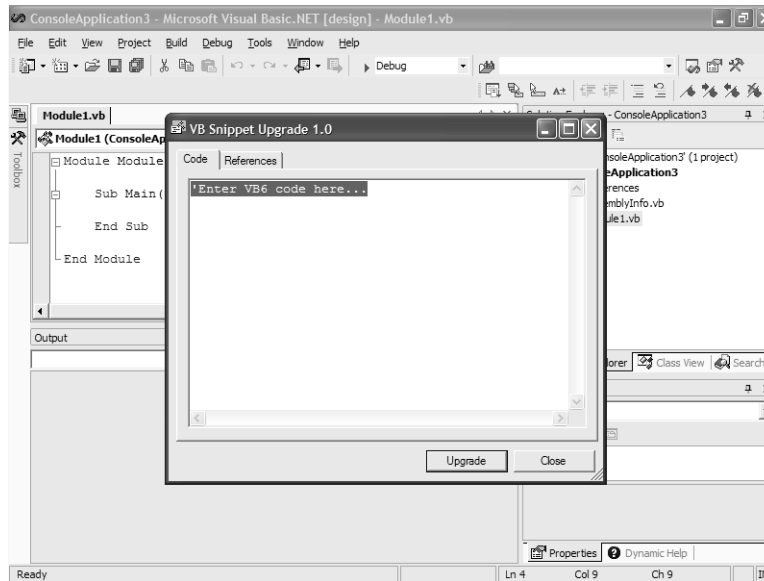 ConsoleApplication3 - Microsoft Visual Basic.NET [design] - Module1.vb
File Edit View Project Build Debug Tools Window Help
Debug
Module1.vb
- ConsoleApplication3
VB Snippet Upgrade 1.0
Module1 (ConsoleAp
Toolbox
Code References
Module Module
'Enter VB6 code here...
Sub Main(
End Sub
End Module
soleApplication3' (1 project)
eApplication3
erences
emblyInfo.vb
ule1.vb
Output
lorer Class View Search
Upgrade Close
Properties Dynamic Help
Ready Ln 4 Col 9 Ch 9